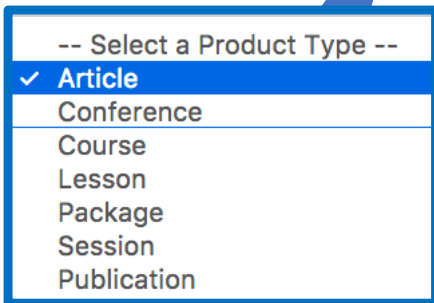 -- Select a Product Type --
✓ Article
Conference
Course
Lesson
Package
Session
Publication